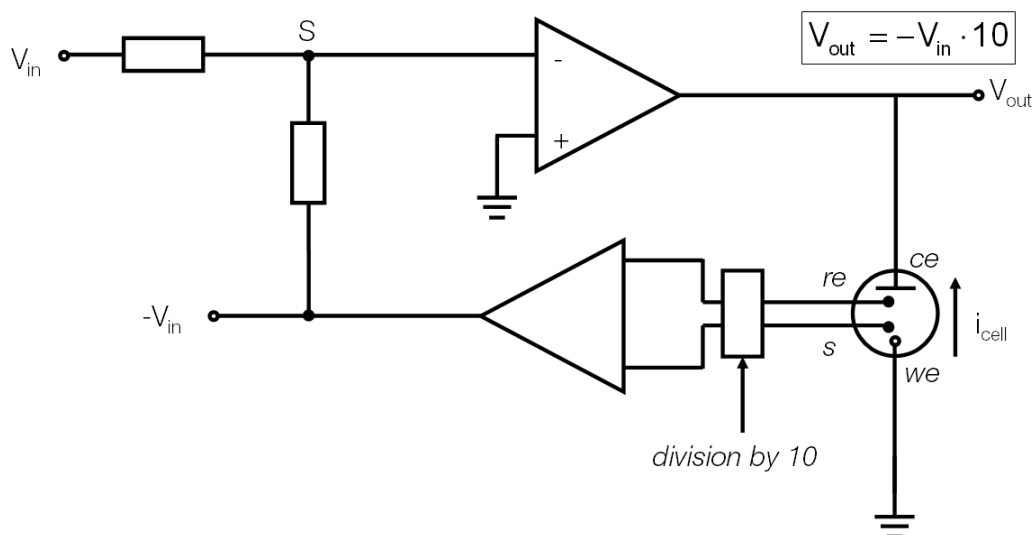 S
V_out = −V_in · 10
V_in
-
V_out
+
ce
re
-V_in
i_cell
s
we
division by 10